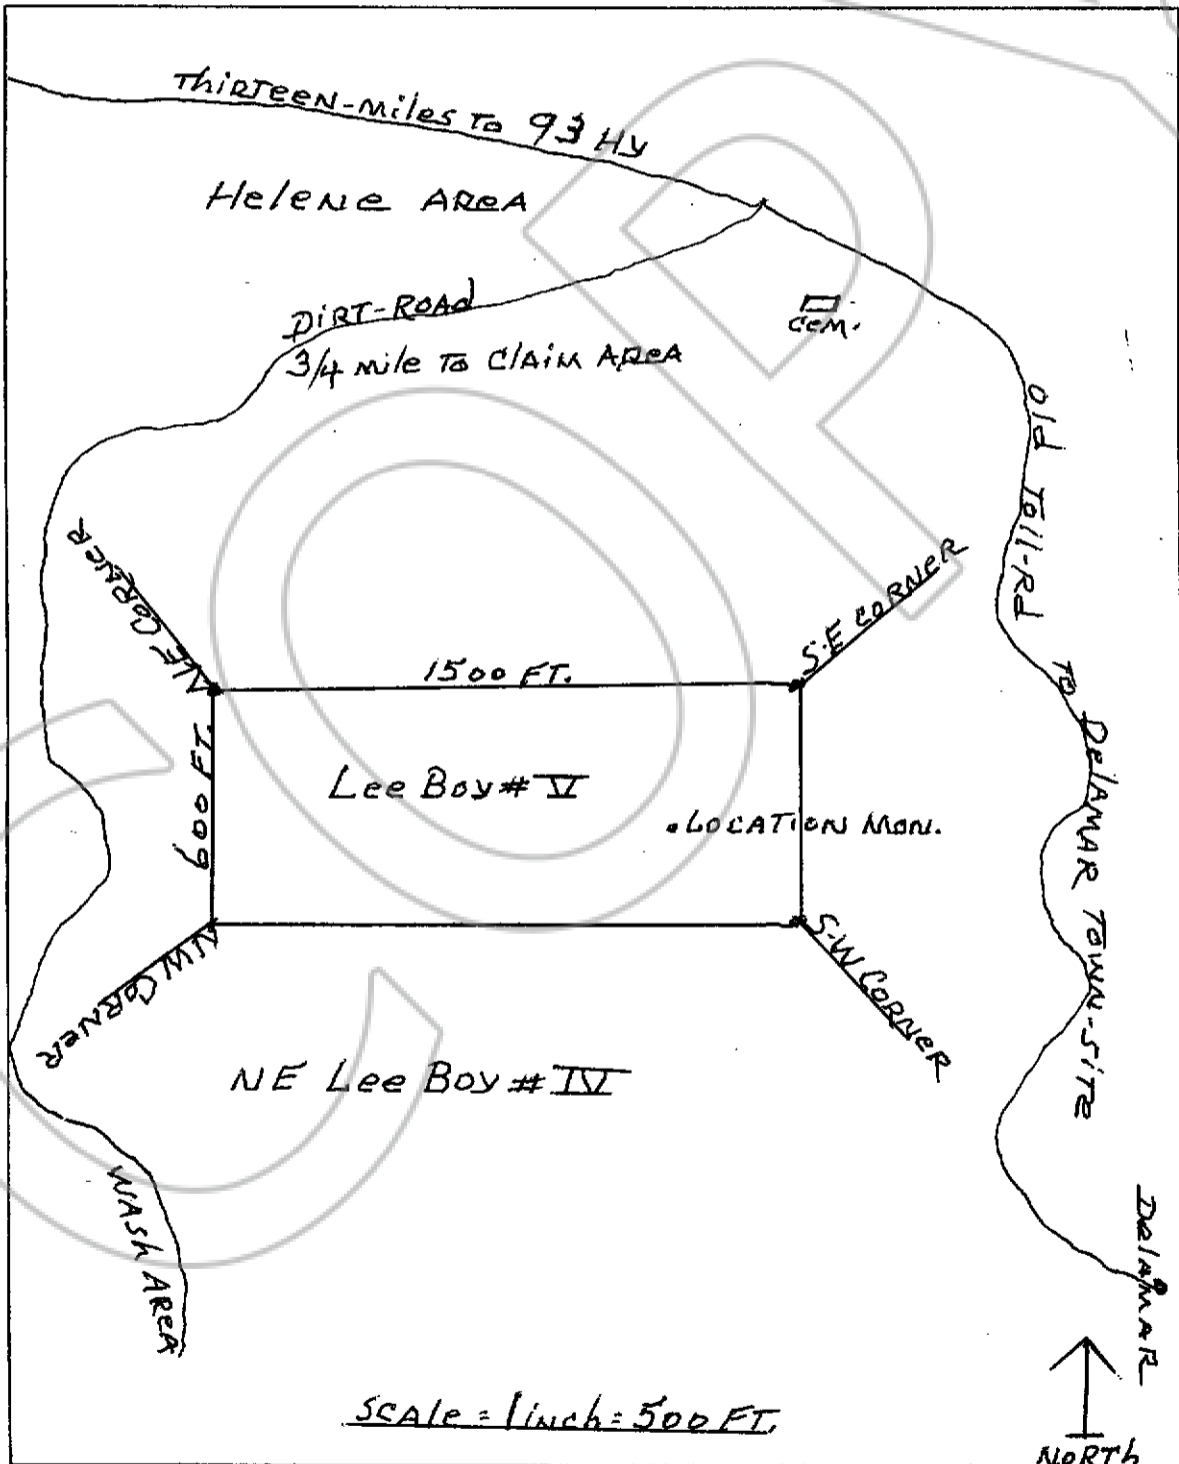 Thirteen-miles To 93 Hy
Helene Area
Dirt-Road
3/4 mile To Claim Area
Cem.
Old Toll-Rd To Delamar Town-site
NE Corner
S.E Corner
1500 FT.
600 FT.
Lee Boy # V
.Location Mon.
NW Corner
S.W Corner
NE Lee Boy # IV
Wash Area
Delamar
Scale = 1 inch = 500 FT.
North
COP